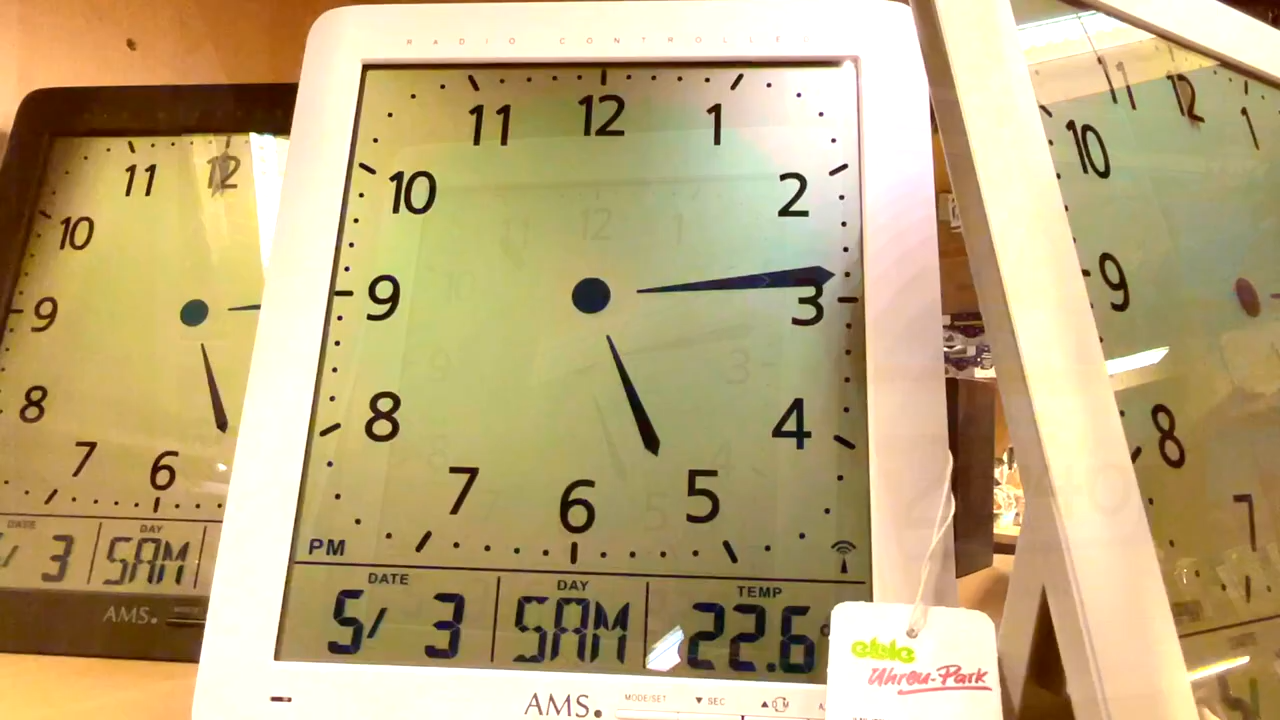 RADIO CONTROLLED
11 12 1
10 2
9 3
8 4
7 6 5
PM
DATE DAY TEMP
5/ 3 SAM 22.6°
AMS.
MODE/SET ▼ SEC ▲
11 12
10
9
8
7 6
DATE DAY
3 SAM
AMS.
11 12 1
10
9
8
7
Uhren-Park